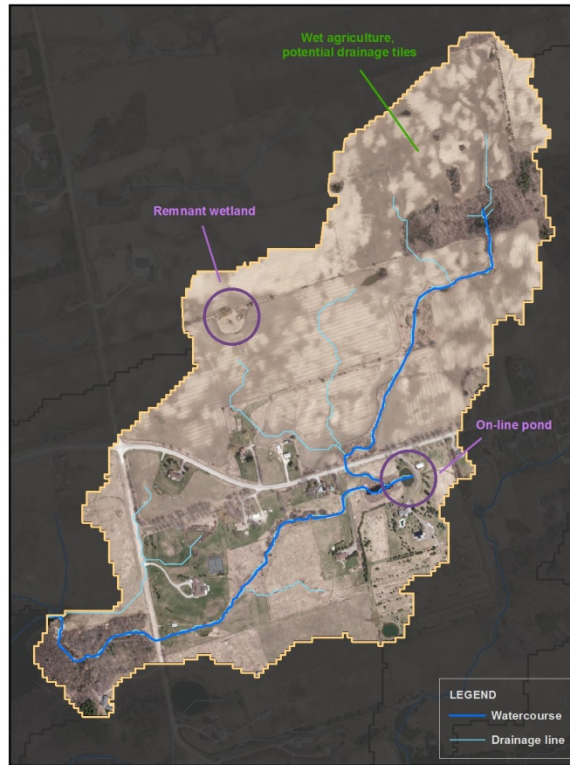 Wet agriculture,
potential drainage tiles
Remnant wetland
On-line pond
LEGEND
Watercourse
Drainage line